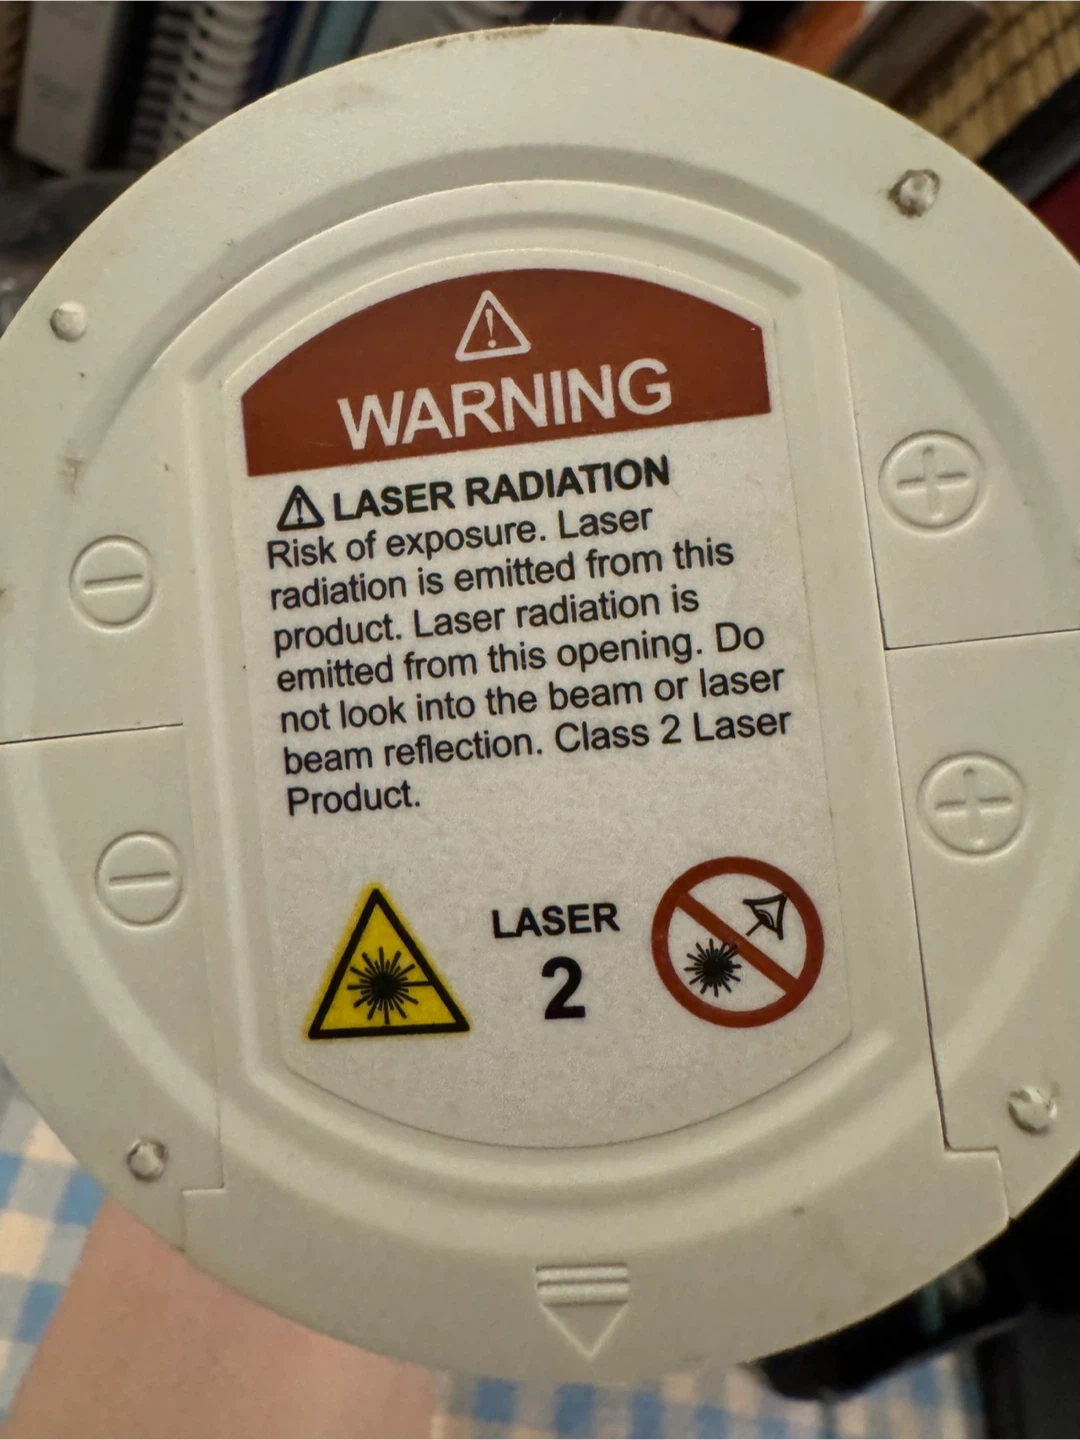 WARNING
LASER RADIATION
Risk of exposure. Laser
radiation is emitted from this
product. Laser radiation is
emitted from this opening. Do
not look into the beam or laser
beam reflection. Class 2 Laser
Product.
LASER
2